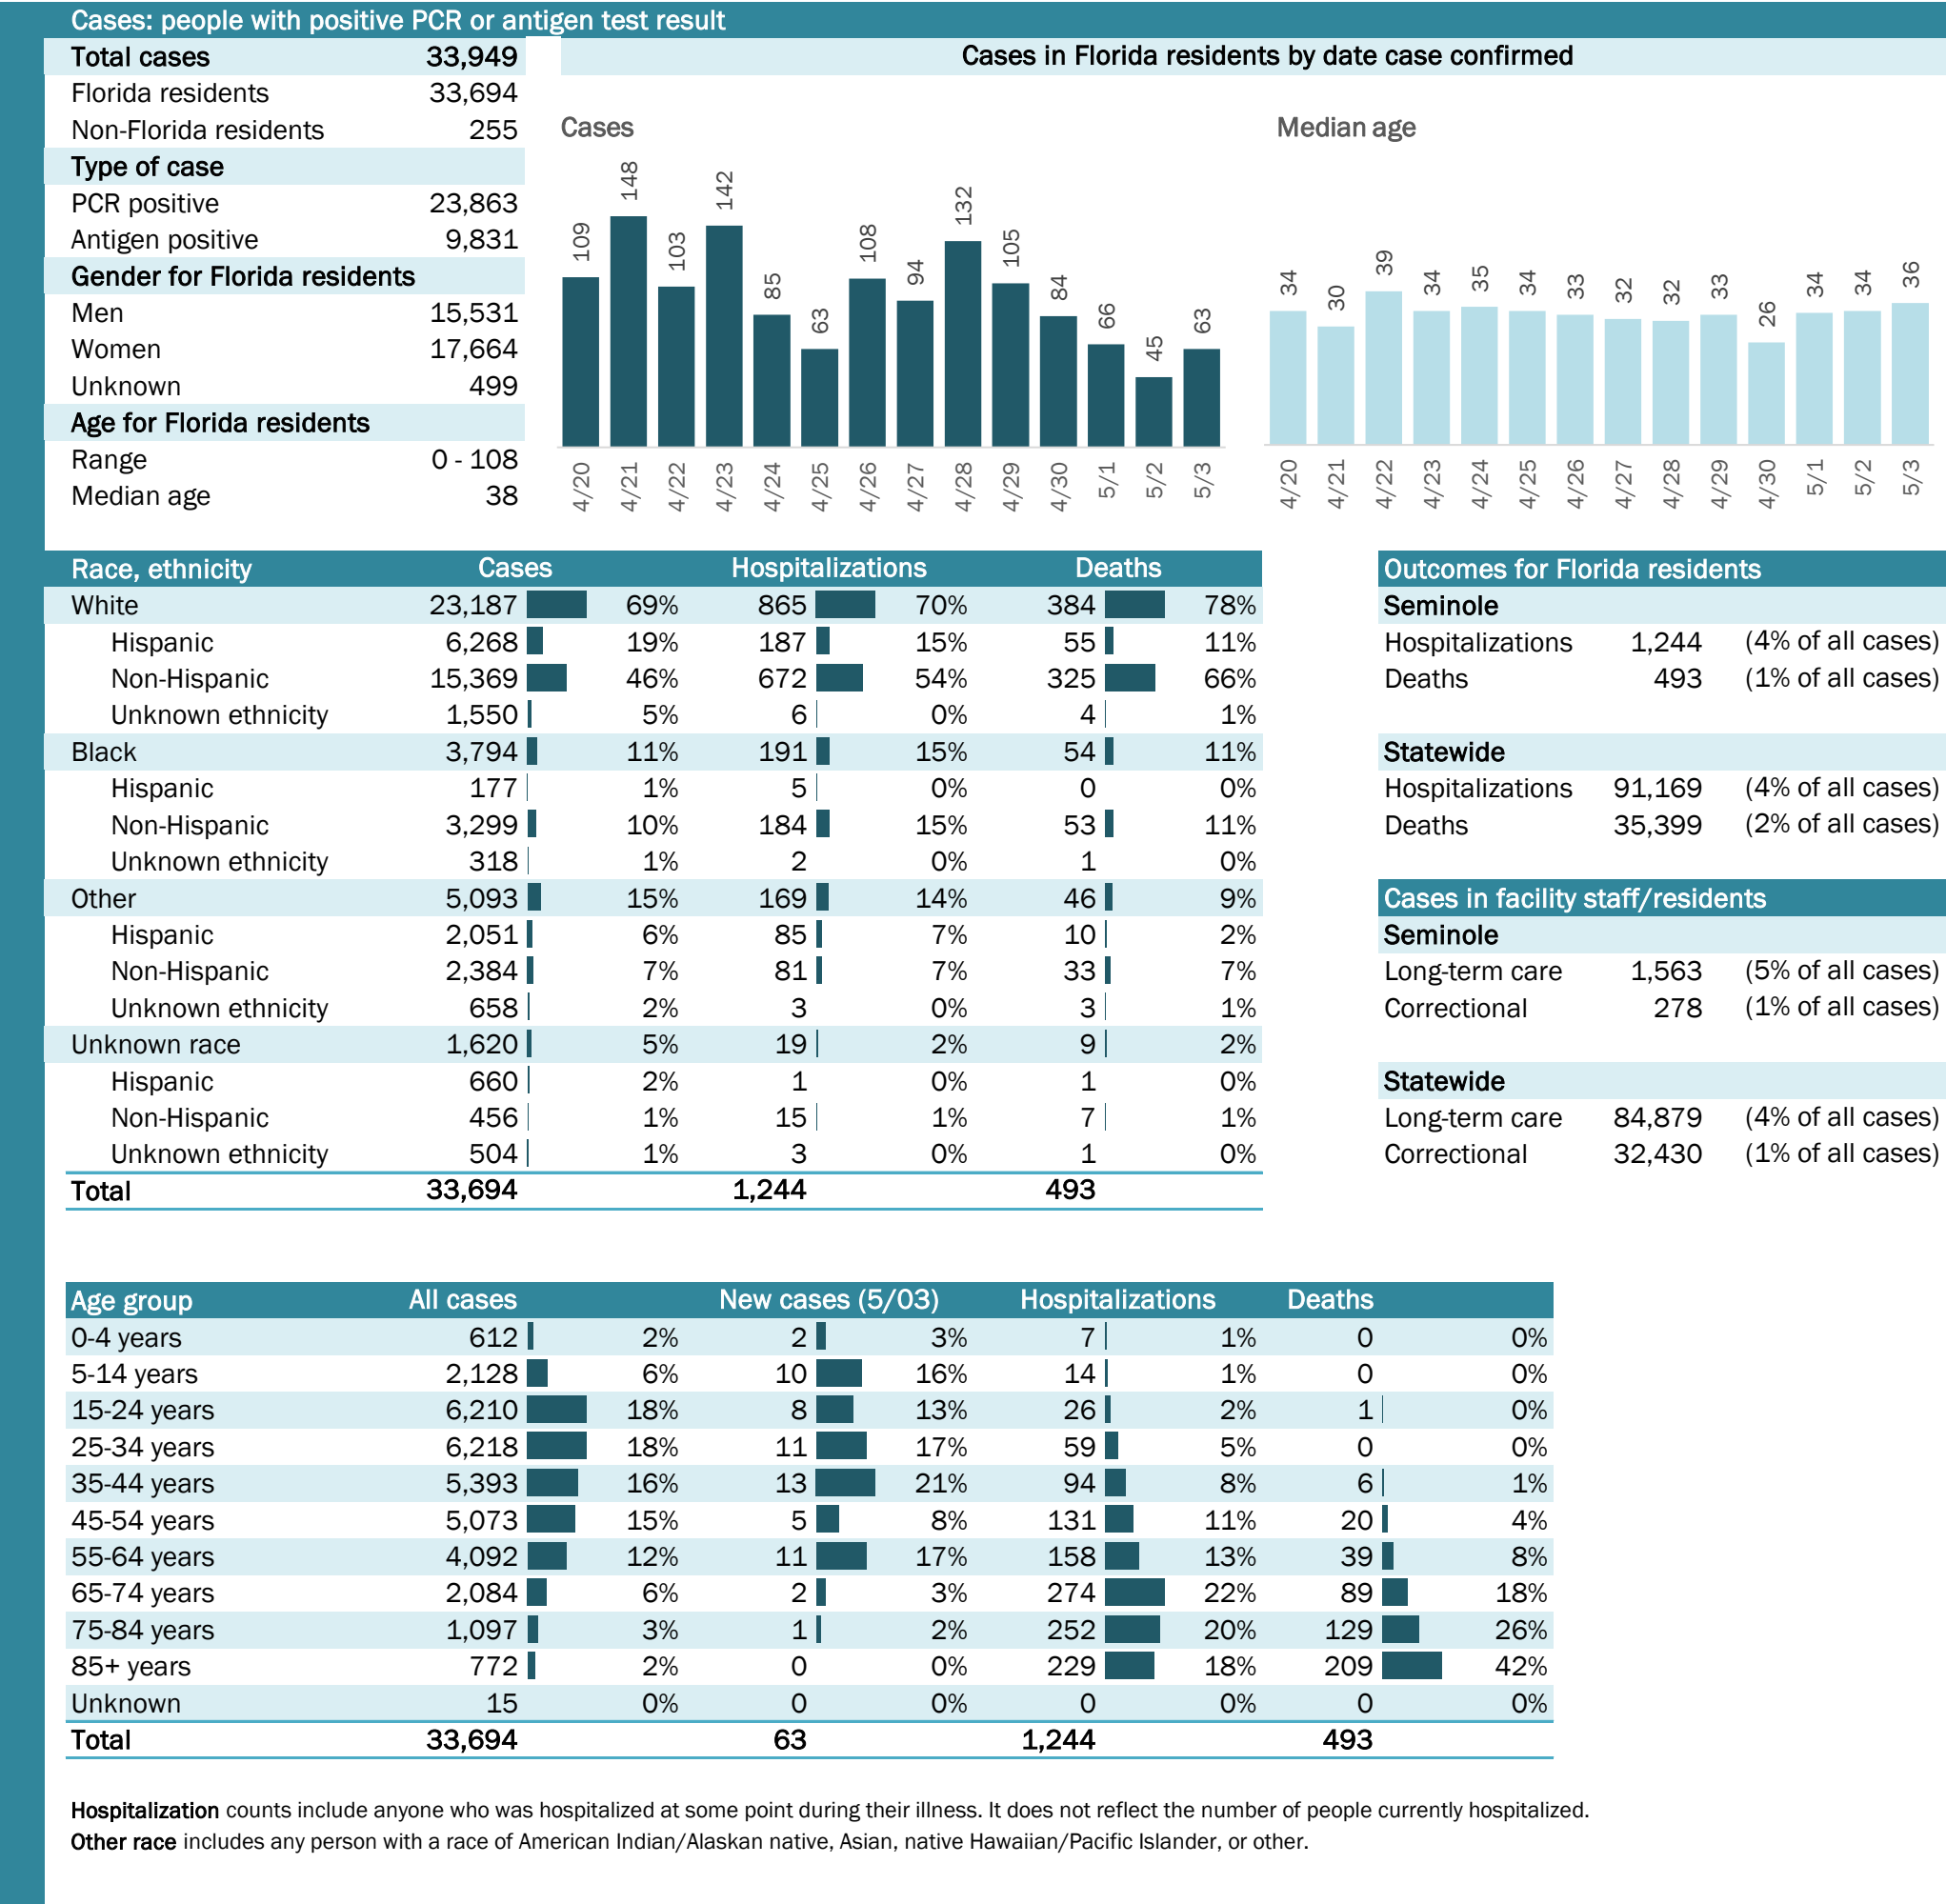 Cases: people with positive PCR or antigen test result
Total cases 33,949
Florida residents 33,694
Non-Florida residents 255
Type of case
PCR positive 23,863
Antigen positive 9,831
Gender for Florida residents
Men 15,531
Women 17,664
Unknown 499
Age for Florida residents
Range 0 - 108
Median age 38
Cases in Florida residents by date case confirmed
Cases
109 148 103 142 85 63 108 94 132 105 84 66 45 63
4/20 4/21 4/22 4/23 4/24 4/25 4/26 4/27 4/28 4/29 4/30 5/1 5/2 5/3
Median age
34 30 39 34 35 34 33 32 32 33 26 34 34 36
4/20 4/21 4/22 4/23 4/24 4/25 4/26 4/27 4/28 4/29 4/30 5/1 5/2 5/3
Race, ethnicity Cases Hospitalizations Deaths
White 23,187 69% 865 70% 384 78%
Hispanic 6,268 19% 187 15% 55 11%
Non-Hispanic 15,369 46% 672 54% 325 66%
Unknown ethnicity 1,550 5% 6 0% 4 1%
Black 3,794 11% 191 15% 54 11%
Hispanic 177 1% 5 0% 0 0%
Non-Hispanic 3,299 10% 184 15% 53 11%
Unknown ethnicity 318 1% 2 0% 1 0%
Other 5,093 15% 169 14% 46 9%
Hispanic 2,051 6% 85 7% 10 2%
Non-Hispanic 2,384 7% 81 7% 33 7%
Unknown ethnicity 658 2% 3 0% 3 1%
Unknown race 1,620 5% 19 2% 9 2%
Hispanic 660 2% 1 0% 1 0%
Non-Hispanic 456 1% 15 1% 7 1%
Unknown ethnicity 504 1% 3 0% 1 0%
Total 33,694 1,244 493
Outcomes for Florida residents
Seminole
Hospitalizations 1,244 (4% of all cases)
Deaths 493 (1% of all cases)
Statewide
Hospitalizations 91,169 (4% of all cases)
Deaths 35,399 (2% of all cases)
Cases in facility staff/residents
Seminole
Long-term care 1,563 (5% of all cases)
Correctional 278 (1% of all cases)
Statewide
Long-term care 84,879 (4% of all cases)
Correctional 32,430 (1% of all cases)
Age group All cases New cases (5/03) Hospitalizations Deaths
0-4 years 612 2% 2 3% 7 1% 0 0%
5-14 years 2,128 6% 10 16% 14 1% 0 0%
15-24 years 6,210 18% 8 13% 26 2% 1 0%
25-34 years 6,218 18% 11 17% 59 5% 0 0%
35-44 years 5,393 16% 13 21% 94 8% 6 1%
45-54 years 5,073 15% 5 8% 131 11% 20 4%
55-64 years 4,092 12% 11 17% 158 13% 39 8%
65-74 years 2,084 6% 2 3% 274 22% 89 18%
75-84 years 1,097 3% 1 2% 252 20% 129 26%
85+ years 772 2% 0 0% 229 18% 209 42%
Unknown 15 0% 0 0% 0 0% 0 0%
Total 33,694 63 1,244 493
Hospitalization counts include anyone who was hospitalized at some point during their illness. It does not reflect the number of people currently hospitalized.
Other race includes any person with a race of American Indian/Alaskan native, Asian, native Hawaiian/Pacific Islander, or other.